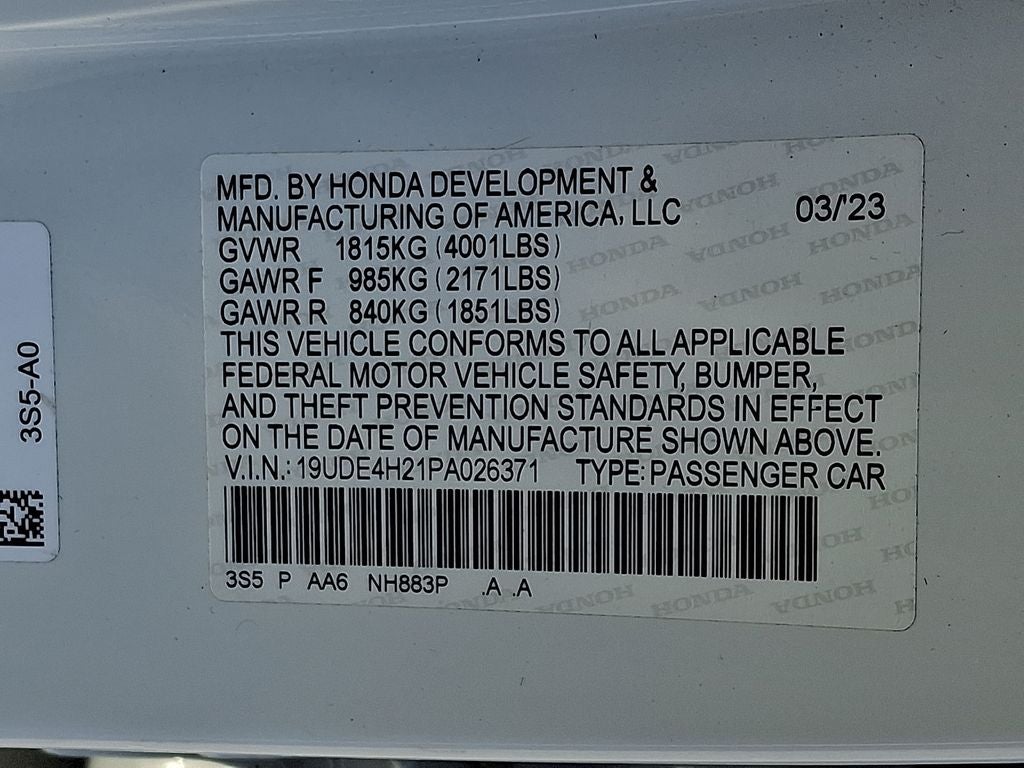 MFD. BY HONDA DEVELOPMENT &
MANUFACTURING OF AMERICA, LLC 03/'23
GVWR 1815KG (4001LBS)
GAWR F 985KG (2171LBS)
GAWR R 840KG (1851LBS)
THIS VEHICLE CONFORMS TO ALL APPLICABLE
FEDERAL MOTOR VEHICLE SAFETY, BUMPER,
AND THEFT PREVENTION STANDARDS IN EFFECT
ON THE DATE OF MANUFACTURE SHOWN ABOVE.
V.I.N.: 19UDE4H21PA026371 TYPE: PASSENGER CAR
3S5 P AA6 NH883P .A .A
3S5-A0